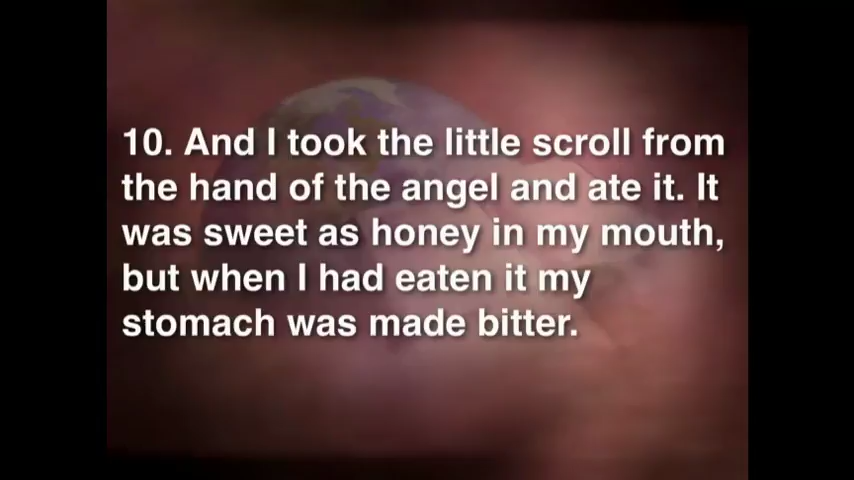 10. And I took the little scroll from
the hand of the angel and ate it. It
was sweet as honey in my mouth,
but when I had eaten it my
stomach was made bitter.